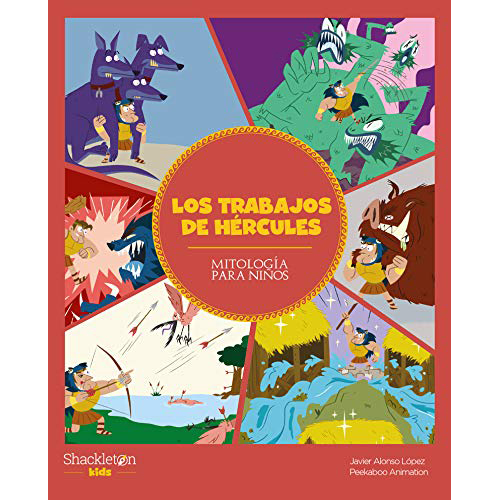 LOS TRABAJOS
DE HÉRCULES
MITOLOGÍA
PARA NIÑOS
Shackleton
kids
Javier Alonso López
Peekaboo Animation